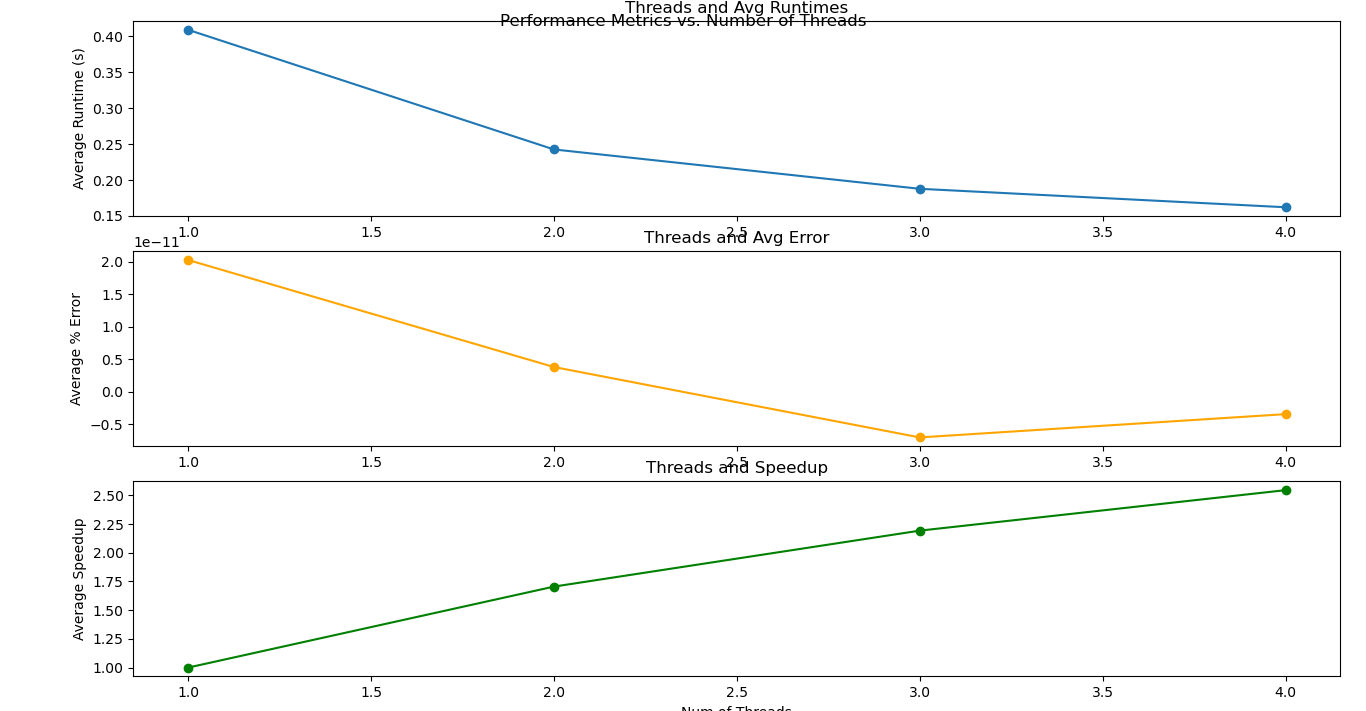 Threads and Avg Runtimes
Performance Metrics vs. Number of Threads
Average Runtime (s)
0.40
0.35
0.30
0.25
0.20
0.15
1.0 1.5 2.0 2.5 3.0 3.5 4.0
1e−11
Threads and Avg Error
Average % Error
2.0
1.5
1.0
0.5
0.0
−0.5
1.0 1.5 2.0 2.5 3.0 3.5 4.0
Threads and Speedup
Average Speedup
2.50
2.25
2.00
1.75
1.50
1.25
1.00
1.0 1.5 2.0 2.5 3.0 3.5 4.0
Num of Threads